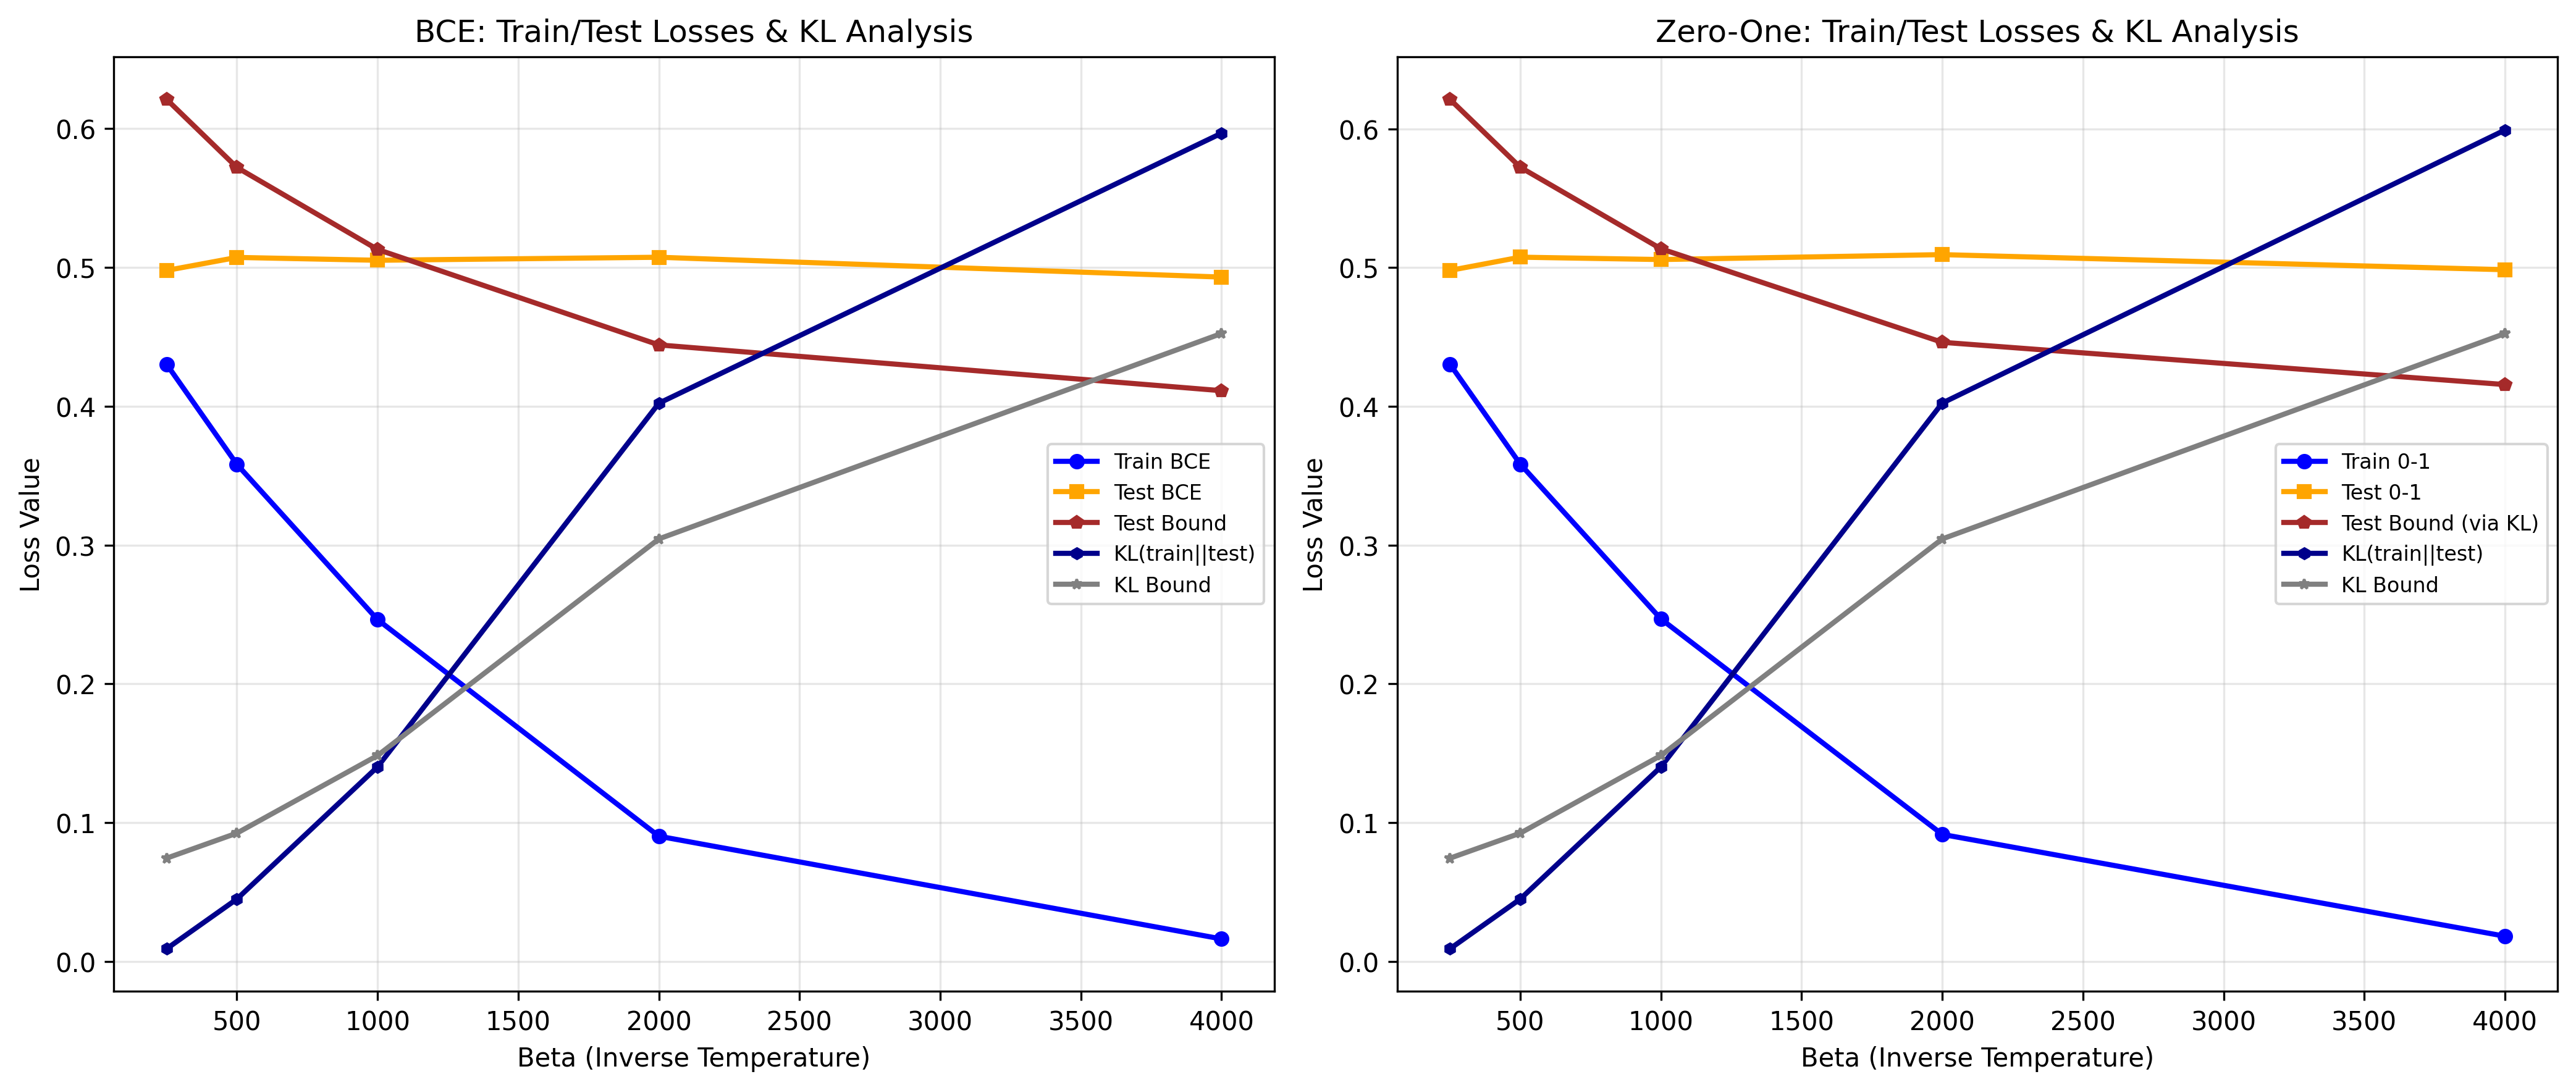 BCE: Train/Test Losses & KL Analysis
Loss Value
0.6
0.5
0.4
0.3
0.2
0.1
0.0
Train BCE
Test BCE
Test Bound
KL(train||test)
KL Bound
500 1000 1500 2000 2500 3000 3500 4000
Beta (Inverse Temperature)
Zero-One: Train/Test Losses & KL Analysis
Loss Value
0.6
0.5
0.4
0.3
0.2
0.1
0.0
Train 0-1
Test 0-1
Test Bound (via KL)
KL(train||test)
KL Bound
500 1000 1500 2000 2500 3000 3500 4000
Beta (Inverse Temperature)